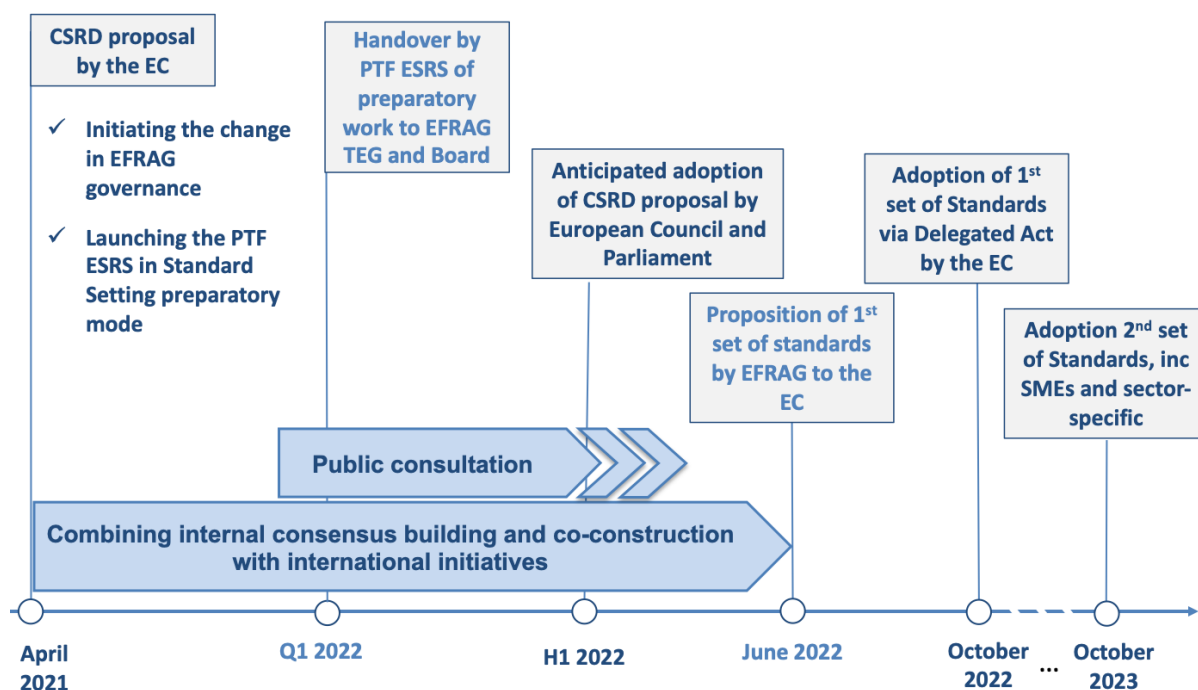 CSRD proposal
by the EC
✓ Initiating the change
in EFRAG
governance
✓ Launching the PTF
ESRS in Standard
Setting preparatory
mode
Handover by
PTF ESRS of
preparatory
work to EFRAG
TEG and Board
Anticipated adoption
of CSRD proposal by
European Council and
Parliament
Proposition of 1st
set of standards
by EFRAG to the
EC
Adoption of 1st
set of Standards
via Delegated Act
by the EC
Adoption 2nd set
of Standards, inc
SMEs and sector-
specific
Public consultation
Combining internal consensus building and co-construction
with international initiatives
April
2021
Q1 2022
H1 2022
June 2022
October
2022
...
October
2023